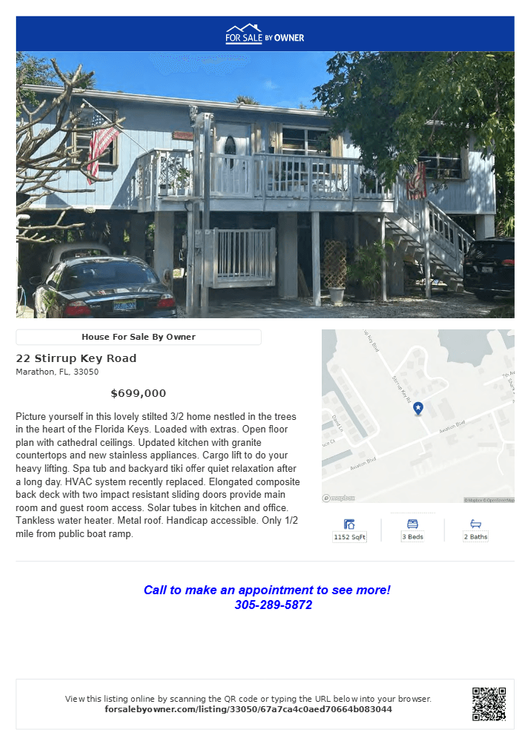 FOR SALE BY OWNER
House For Sale By Owner
22 Stirrup Key Road
Marathon, FL, 33050
$699,000
Picture yourself in this lovely stilted 3/2 home nestled in the trees
in the heart of the Florida Keys. Loaded with extras. Open floor
plan with cathedral ceilings. Updated kitchen with granite
countertops and new stainless appliances. Cargo lift to do your
heavy lifting. Spa tub and backyard tiki offer quiet relaxation after
a long day. HVAC system recently replaced. Elongated composite
back deck with two impact resistant sliding doors provide main
room and guest room access. Solar tubes in kitchen and office.
Tankless water heater. Metal roof. Handicap accessible. Only 1/2
mile from public boat ramp.
Stirrup Key Rd
Aviation Blvd
Aviation Blvd
mapbox
1152 SqFt
3 Beds
2 Baths
Call to make an appointment to see more!
305-289-5872
View this listing online by scanning the QR code or typing the URL below into your browser.
forsalebyowner.com/listing/33050/67a7ca4c0aed70664b083044